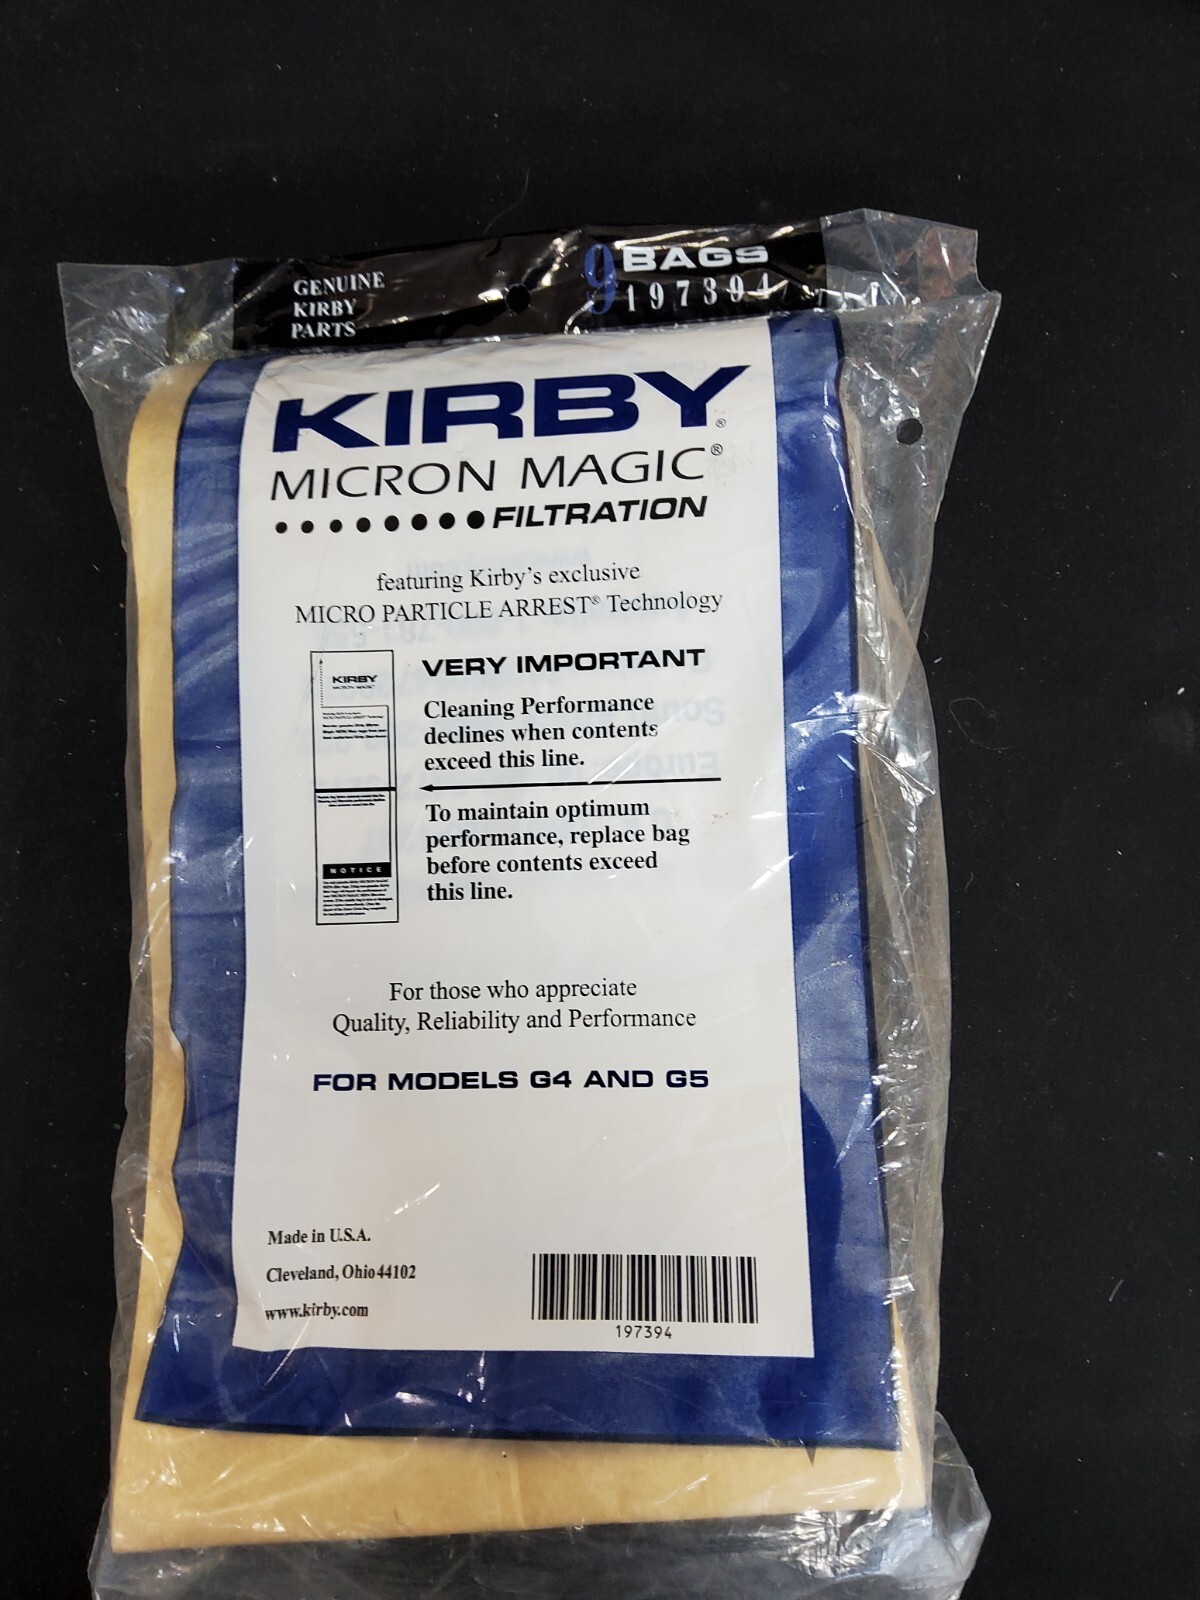 GENUINE
KIRBY
PARTS
9 BAGS
197394
KIRBY®
MICRON MAGIC®
FILTRATION
featuring Kirby's exclusive
MICRO PARTICLE ARREST® Technology
KIRBY
MICRON MAGIC
NOTICE
VERY IMPORTANT
Cleaning Performance
declines when contents
exceed this line.
To maintain optimum
performance, replace bag
before contents exceed
this line.
For those who appreciate
Quality, Reliability and Performance
FOR MODELS G4 AND G5
Made in U.S.A.
Cleveland, Ohio 44102
www.kirby.com
197394